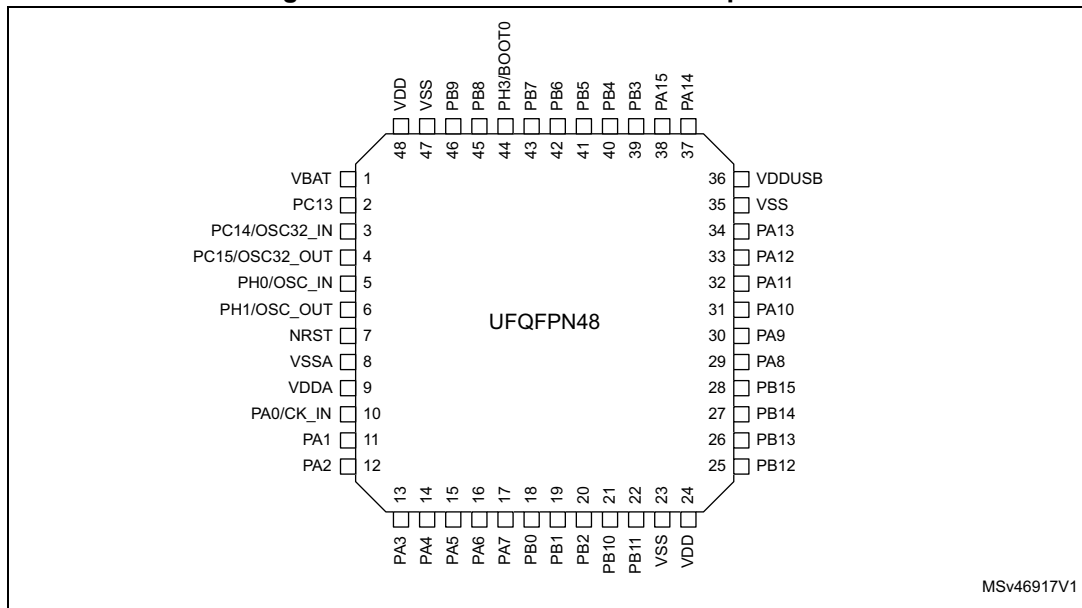 48 VDD
47 VSS
46 PB9
45 PB8
44 PH3/BOOT0
43 PB7
42 PB6
41 PB5
40 PB4
39 PB3
38 PA15
37 PA14
VBAT 1
PC13 2
PC14/OSC32_IN 3
PC15/OSC32_OUT 4
PH0/OSC_IN 5
PH1/OSC_OUT 6
NRST 7
VSSA 8
VDDA 9
PA0/CK_IN 10
PA1 11
PA2 12
UFQFPN48
36 VDDUSB
35 VSS
34 PA13
33 PA12
32 PA11
31 PA10
30 PA9
29 PA8
28 PB15
27 PB14
26 PB13
25 PB12
PA3 13
PA4 14
PA5 15
PA6 16
PA7 17
PB0 18
PB1 19
PB2 20
PB10 21
PB11 22
VSS 23
VDD 24
MSv46917V1